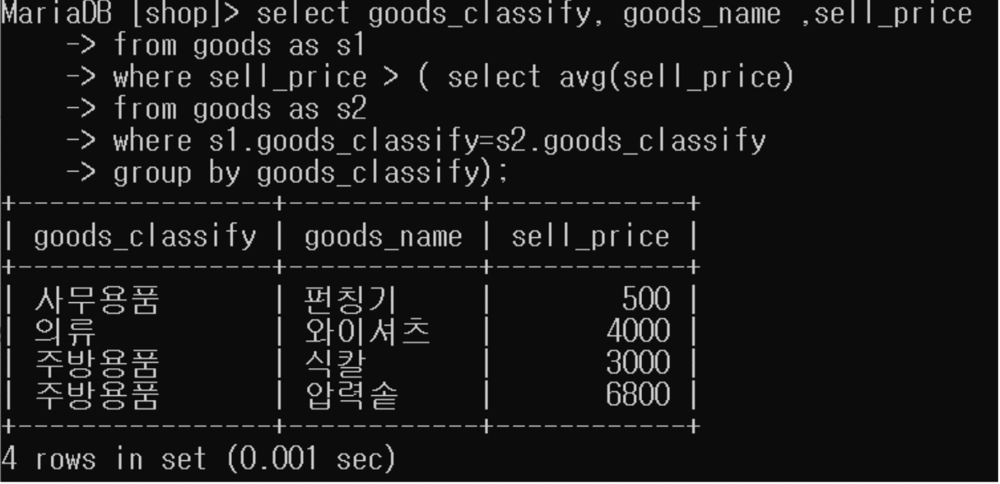 MariaDB [shop]> select goods_classify, goods_name ,sell_price
    -> from goods as s1
    -> where sell_price > ( select avg(sell_price)
    -> from goods as s2
    -> where s1.goods_classify=s2.goods_classify
    -> group by goods_classify);
+----------------+------------+------------+
| goods_classify | goods_name | sell_price |
+----------------+------------+------------+
| 사무용품       | 펀칭기     |        500 |
| 의류           | 와이셔츠   |       4000 |
| 주방용품       | 식칼       |       3000 |
| 주방용품       | 압력솥     |       6800 |
+----------------+------------+------------+
4 rows in set (0.001 sec)